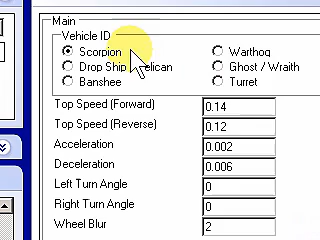 Main
Vehicle ID
Scorpion Warthog
Drop Ship Pelican Ghost / Wraith
Banshee Turret
Top Speed (Forward) 0.14
Top Speed (Reverse) 0.12
Acceleration 0.002
Deceleration 0.006
Left Turn Angle 0
Right Turn Angle 0
Wheel Blur 2